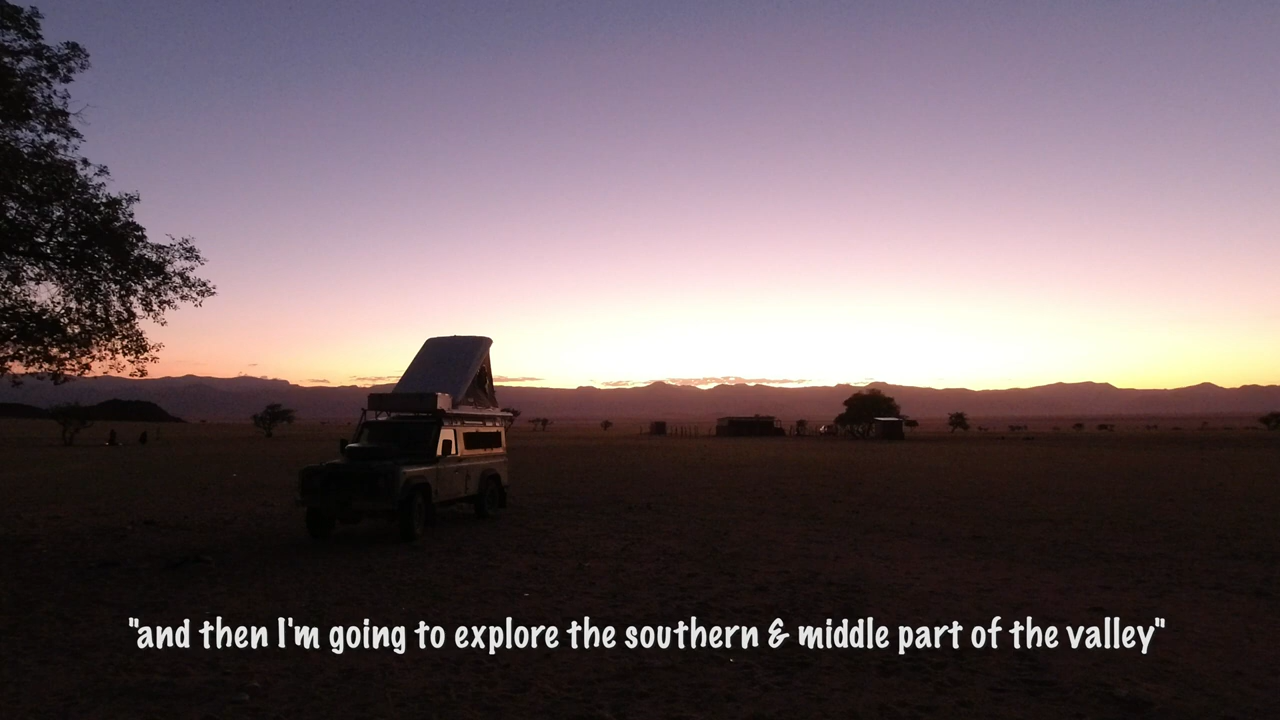 "and then I'm going to explore the southern & middle part of the valley"